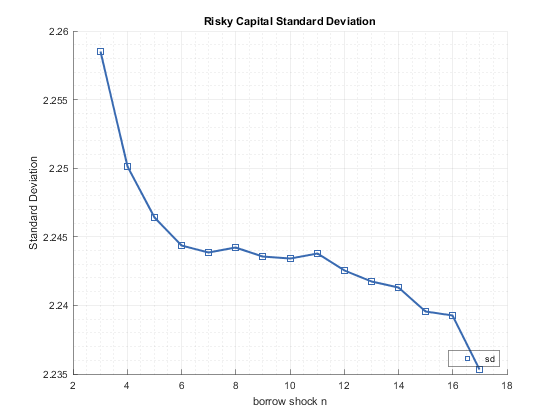 Risky Capital Standard Deviation
2.26
2.255
2.25
2.245
2.24
2.235
Standard Deviation
sd
2 4 6 8 10 12 14 16 18
borrow shock n